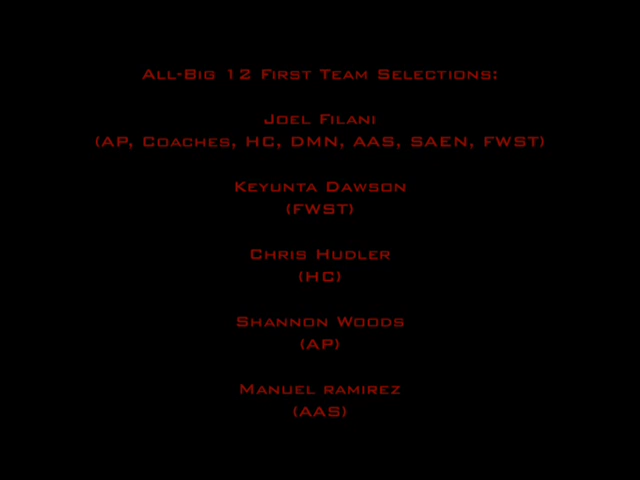 All-Big 12 First Team Selections:
Joel Filani
(AP, Coaches, HC, DMN, AAS, SAEN, FWST)
Keyunta Dawson
(FWST)
Chris Hudler
(HC)
Shannon Woods
(AP)
Manuel ramirez
(AAS)